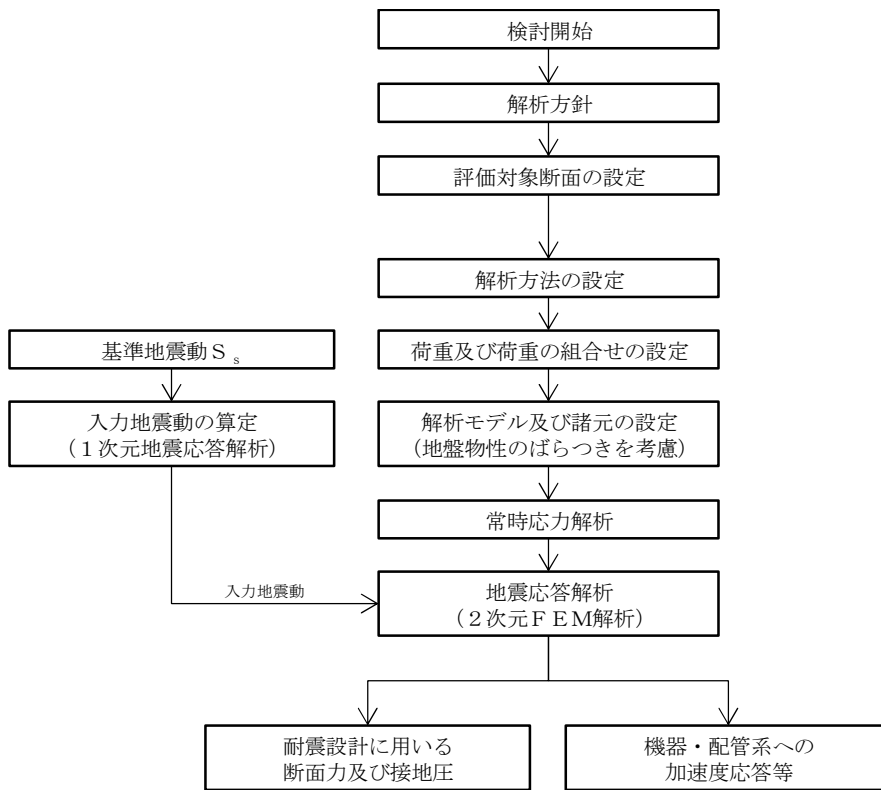 検討開始
解析方針
評価対象断面の設定
解析方法の設定
基準地震動Ｓｓ
荷重及び荷重の組合せの設定
入力地震動の算定
（１次元地震応答解析）
解析モデル及び諸元の設定
（地盤物性のばらつきを考慮）
常時応力解析
入力地震動
地震応答解析
（２次元ＦＥＭ解析）
耐震設計に用いる
断面力及び接地圧
機器・配管系への
加速度応答等